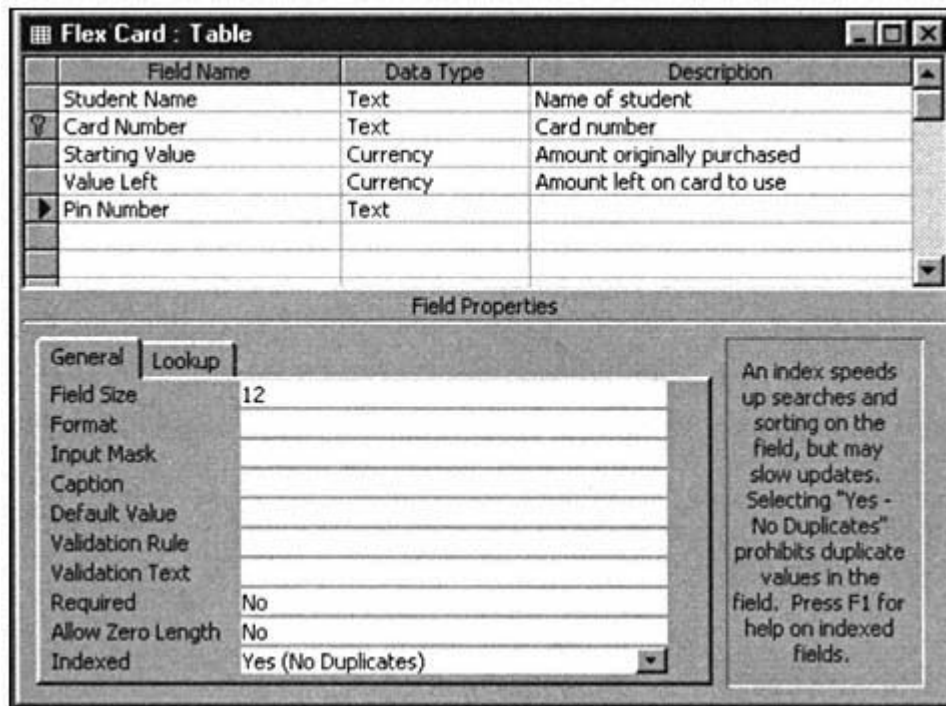 Flex Card : Table
Field Name Data Type Description
Student Name Text Name of student
Card Number Text Card number
Starting Value Currency Amount originally purchased
Value Left Currency Amount left on card to use
Pin Number Text
Field Properties
General Lookup
Field Size 12
Format
Input Mask
Caption
Default Value
Validation Rule
Validation Text
Required No
Allow Zero Length No
Indexed Yes (No Duplicates)
An index speeds
up searches and
sorting on the
field, but may
slow updates.
Selecting "Yes -
No Duplicates"
prohibits duplicate
values in the
field. Press F1 for
help on indexed
fields.